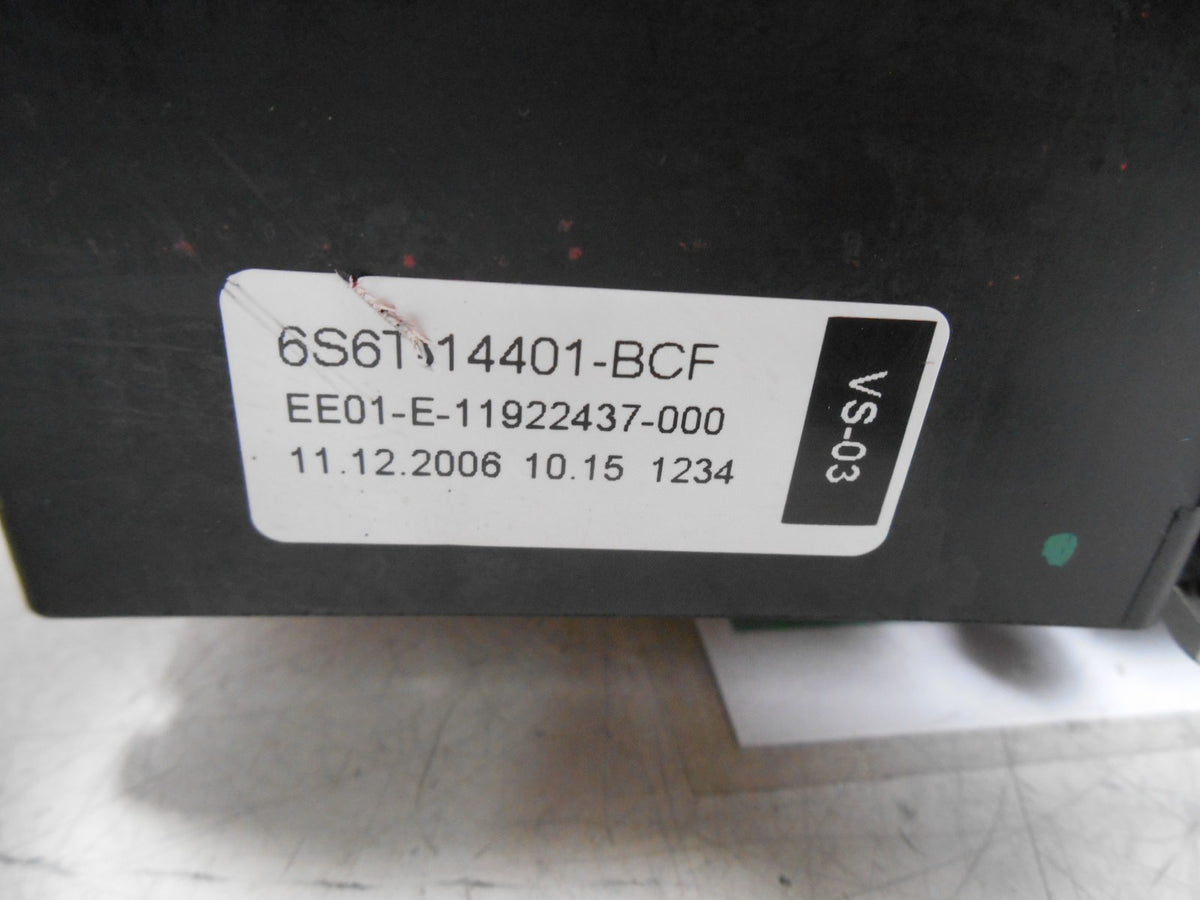 6S6T-14401-BCF
EE01-E-11922437-000
11.12.2006 10.15 1234
VS-03